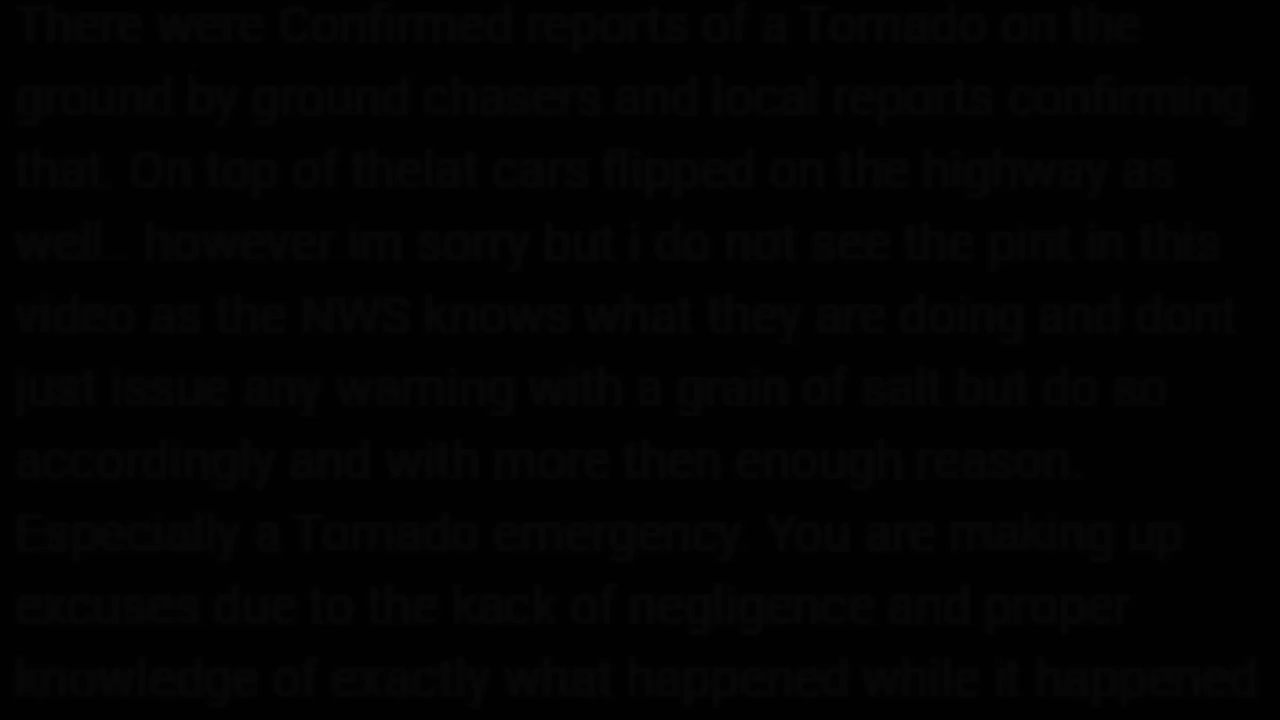 There were Confirmed reports of a Tornado on the
ground by ground chasers and local reports confirming
that. On top of thelat cars flipped on the highway as
well... however im sorry but i do not see the pint in this
video as the NWS knows what they are doing and dont
just issue any warning with a grain of salt but do so
accordingly and with more then enough reason.
Especially a Tornado emergency. You are making up
excuses due to the kack of negligence and proper
knowledge of exactly what happened while it happened